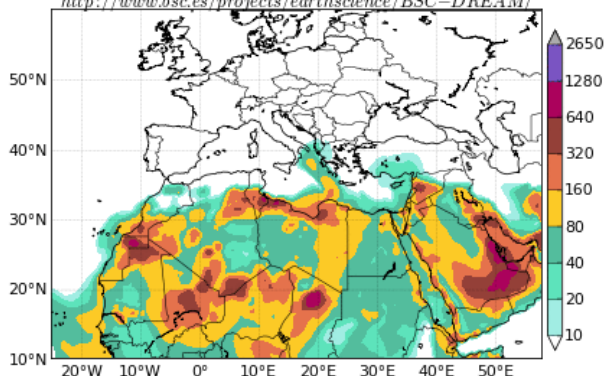 http://www.bsc.es/projects/earthscience/BSC-DREAM/
50°N
40°N
30°N
20°N
10°N
20°W 10°W 0° 10°E 20°E 30°E 40°E 50°E
2650
1280
640
320
160
80
40
20
10